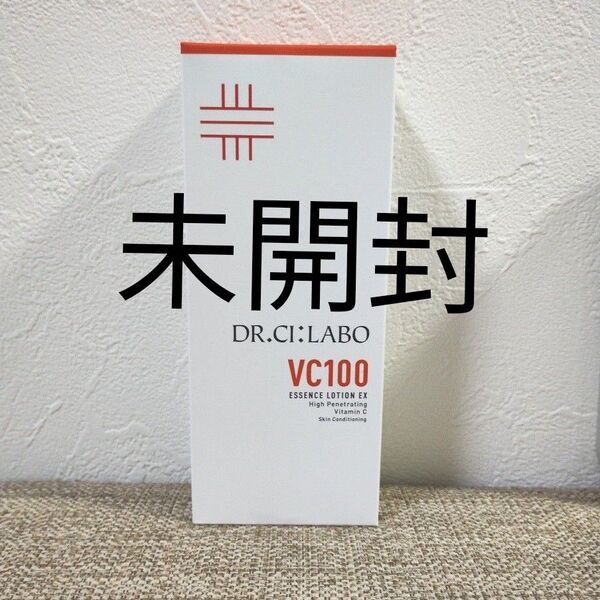 未開封
DR.CI:LABO
VC100
ESSENCE LOTION EX
High Penetrating
Vitamin C
Skin Conditioning